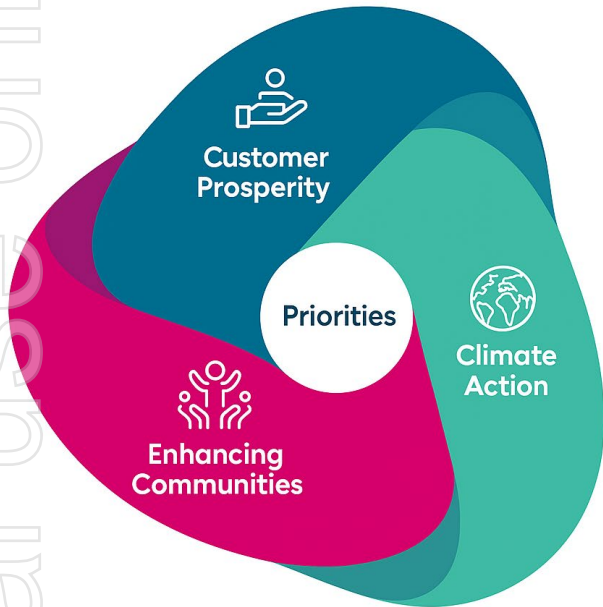 Customer
Prosperity
Priorities
Climate
Action
Enhancing
Communities